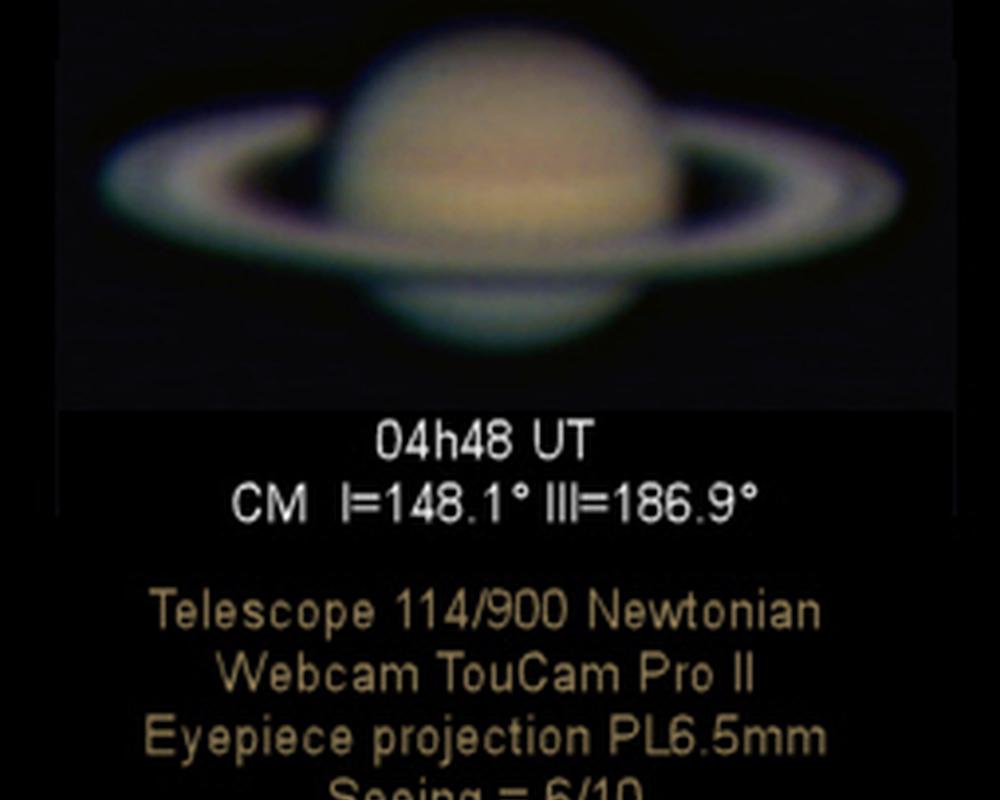 04h48 UT
CM I=148.1° III=186.9°
Telescope 114/900 Newtonian
Webcam TouCam Pro II
Eyepiece projection PL6.5mm
Seeing = 6/10